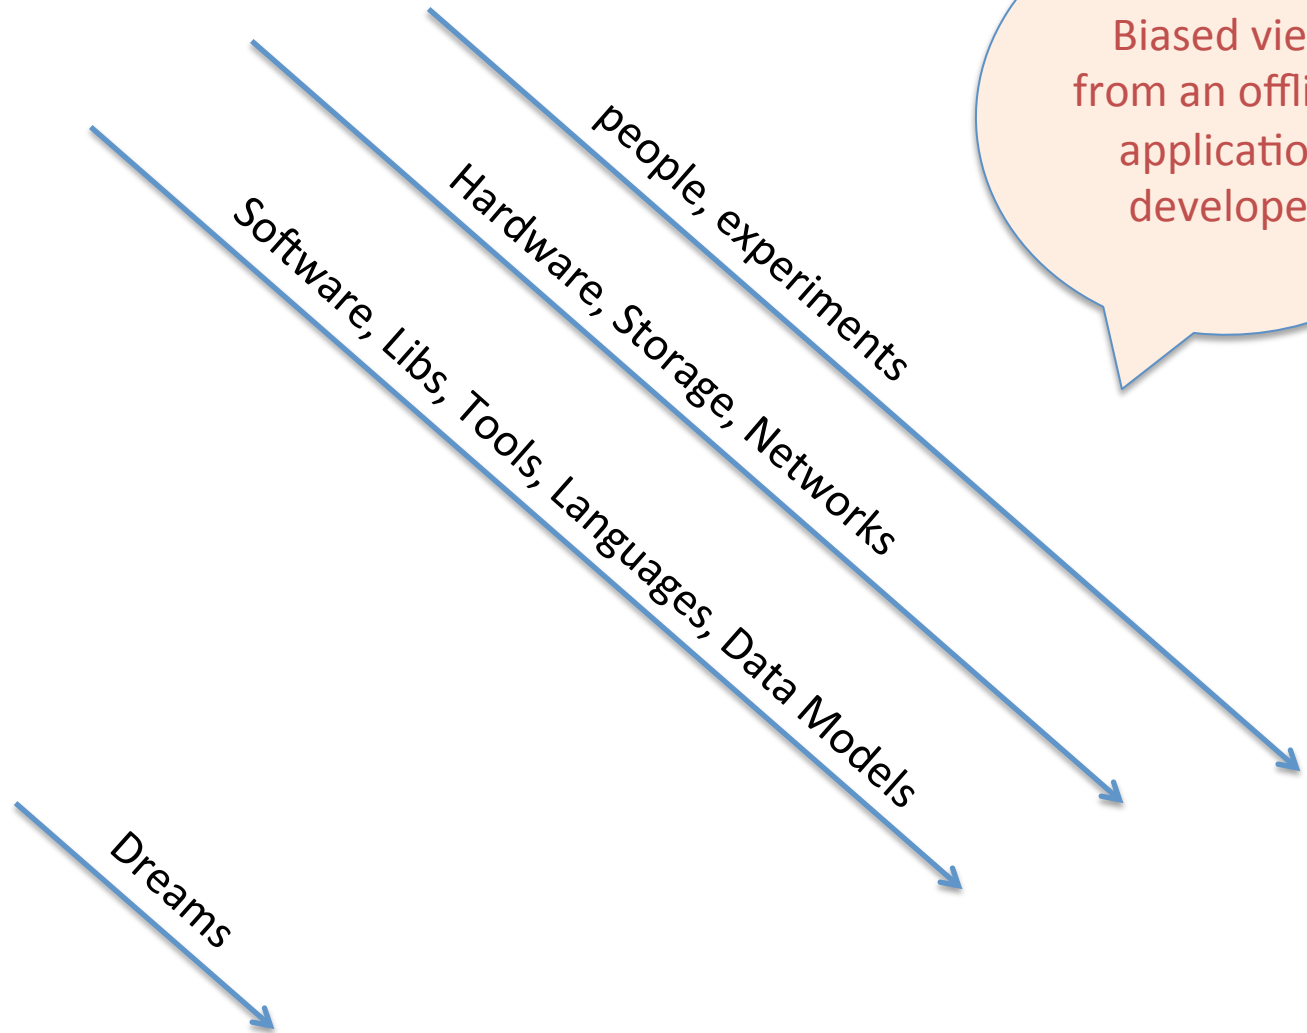 people, experiments
Hardware, Storage, Networks
Software, Libs, Tools, Languages, Data Models
Dreams
Biased vie
from an offli
applicatio
develope